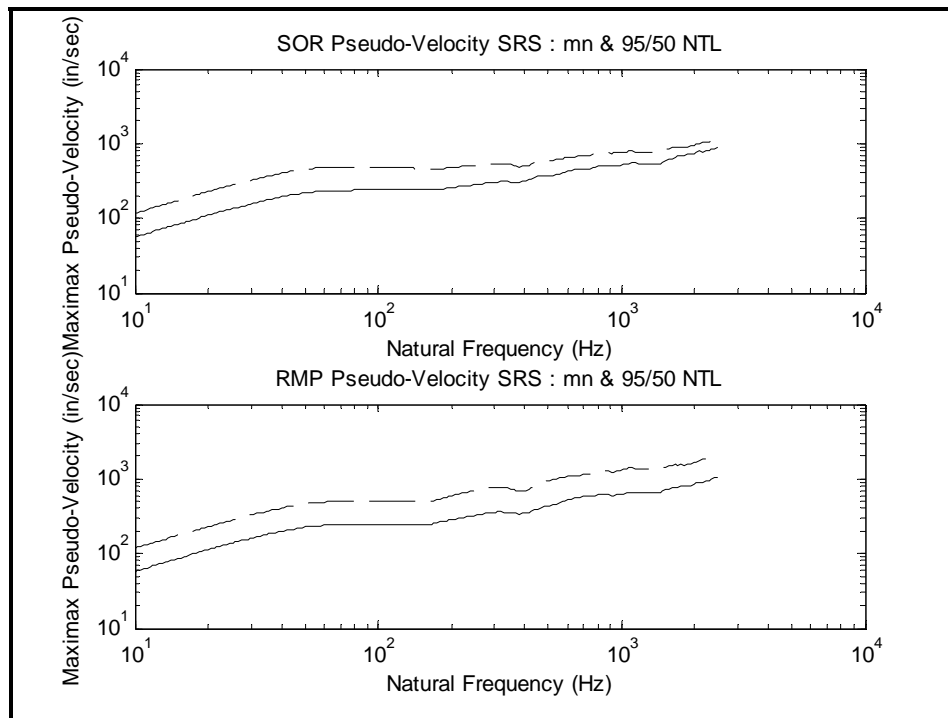 SOR Pseudo-Velocity SRS : mn & 95/50 NTL
Maximax Pseudo-Velocity (in/sec)
10^4
10^3
10^2
10^1
10^1 10^2 10^3 10^4
Natural Frequency (Hz)
RMP Pseudo-Velocity SRS : mn & 95/50 NTL
Maximax Pseudo-Velocity (in/sec)
10^4
10^3
10^2
10^1
10^1 10^2 10^3 10^4
Natural Frequency (Hz)